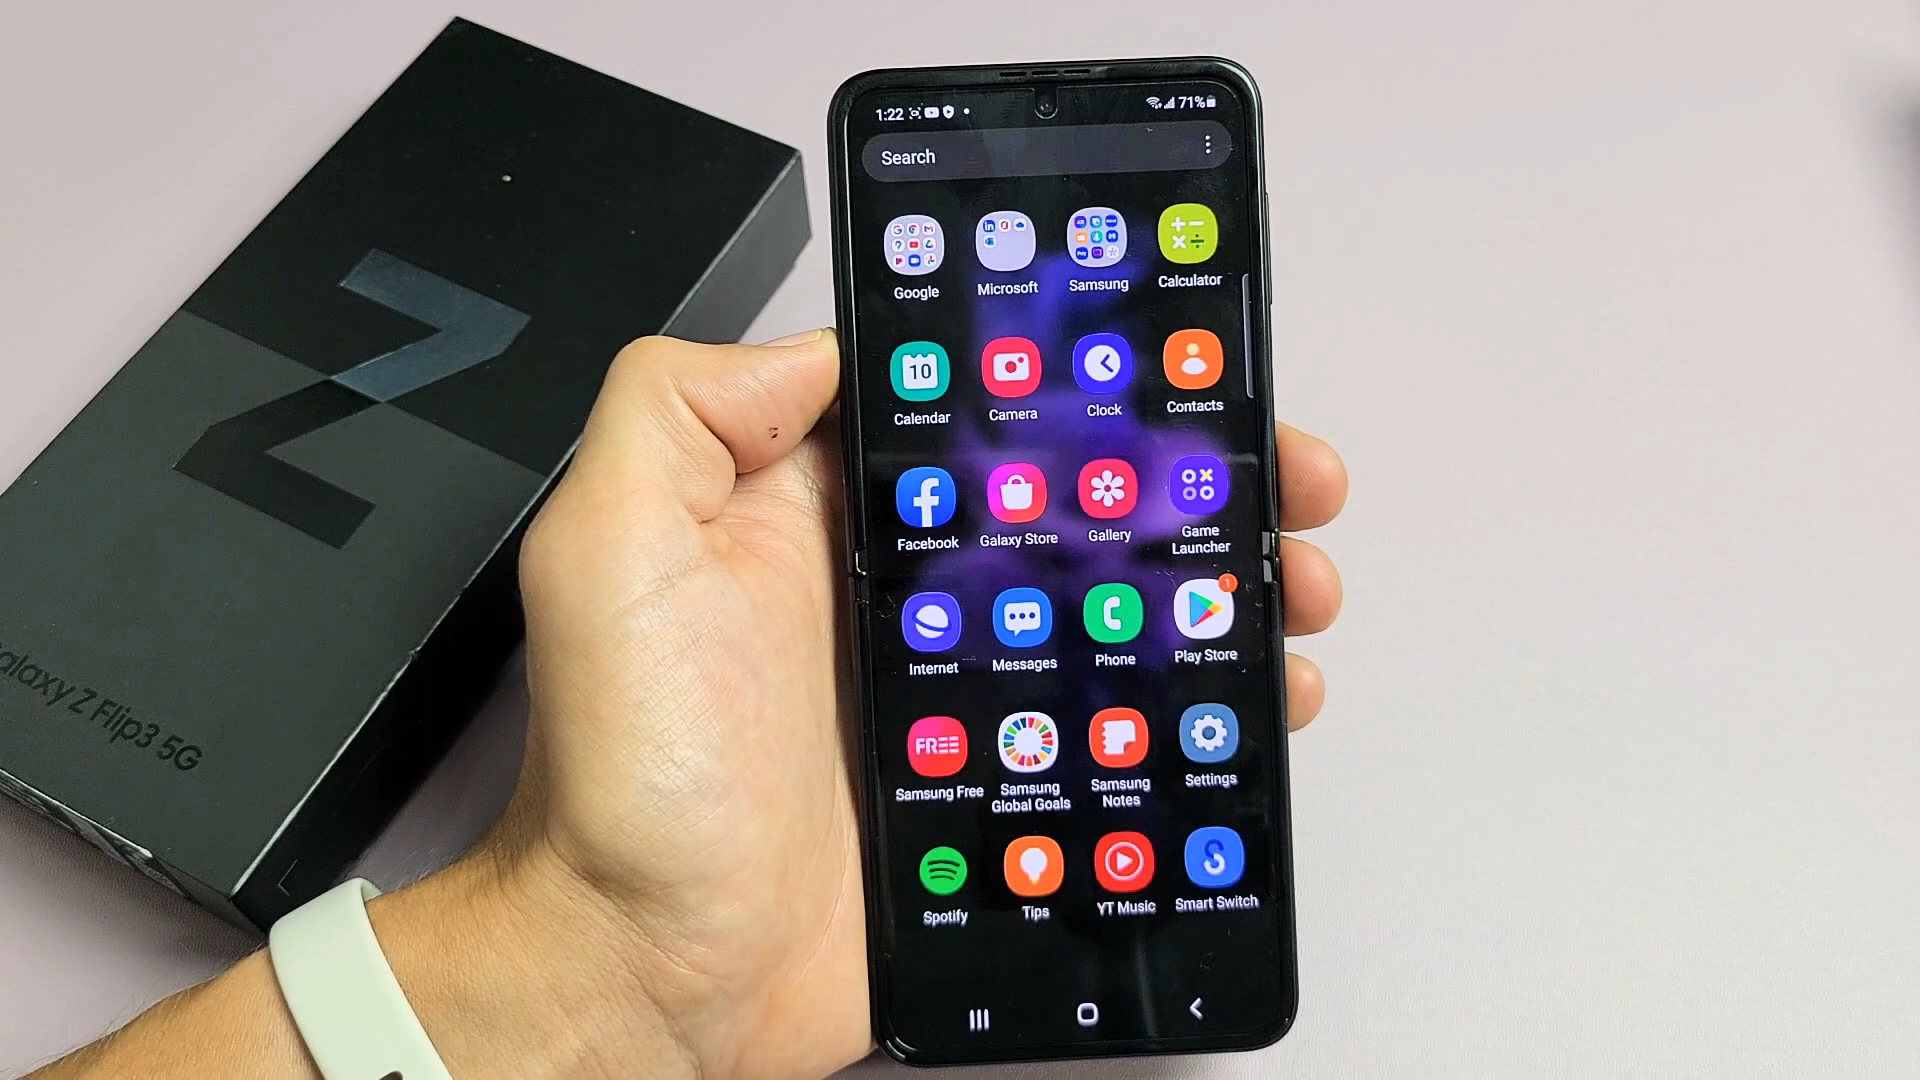 1:22
71%
Search
Google
Microsoft
Samsung
Calculator
10
Calendar
Camera
Clock
Contacts
Facebook
Galaxy Store
Gallery
Game
Launcher
Internet
Messages
Phone
1
Play Store
FREE
Samsung Free
Samsung
Global Goals
Samsung
Notes
Settings
Spotify
Tips
YT Music
Smart Switch
Z
alaxy Z Flip3 5G